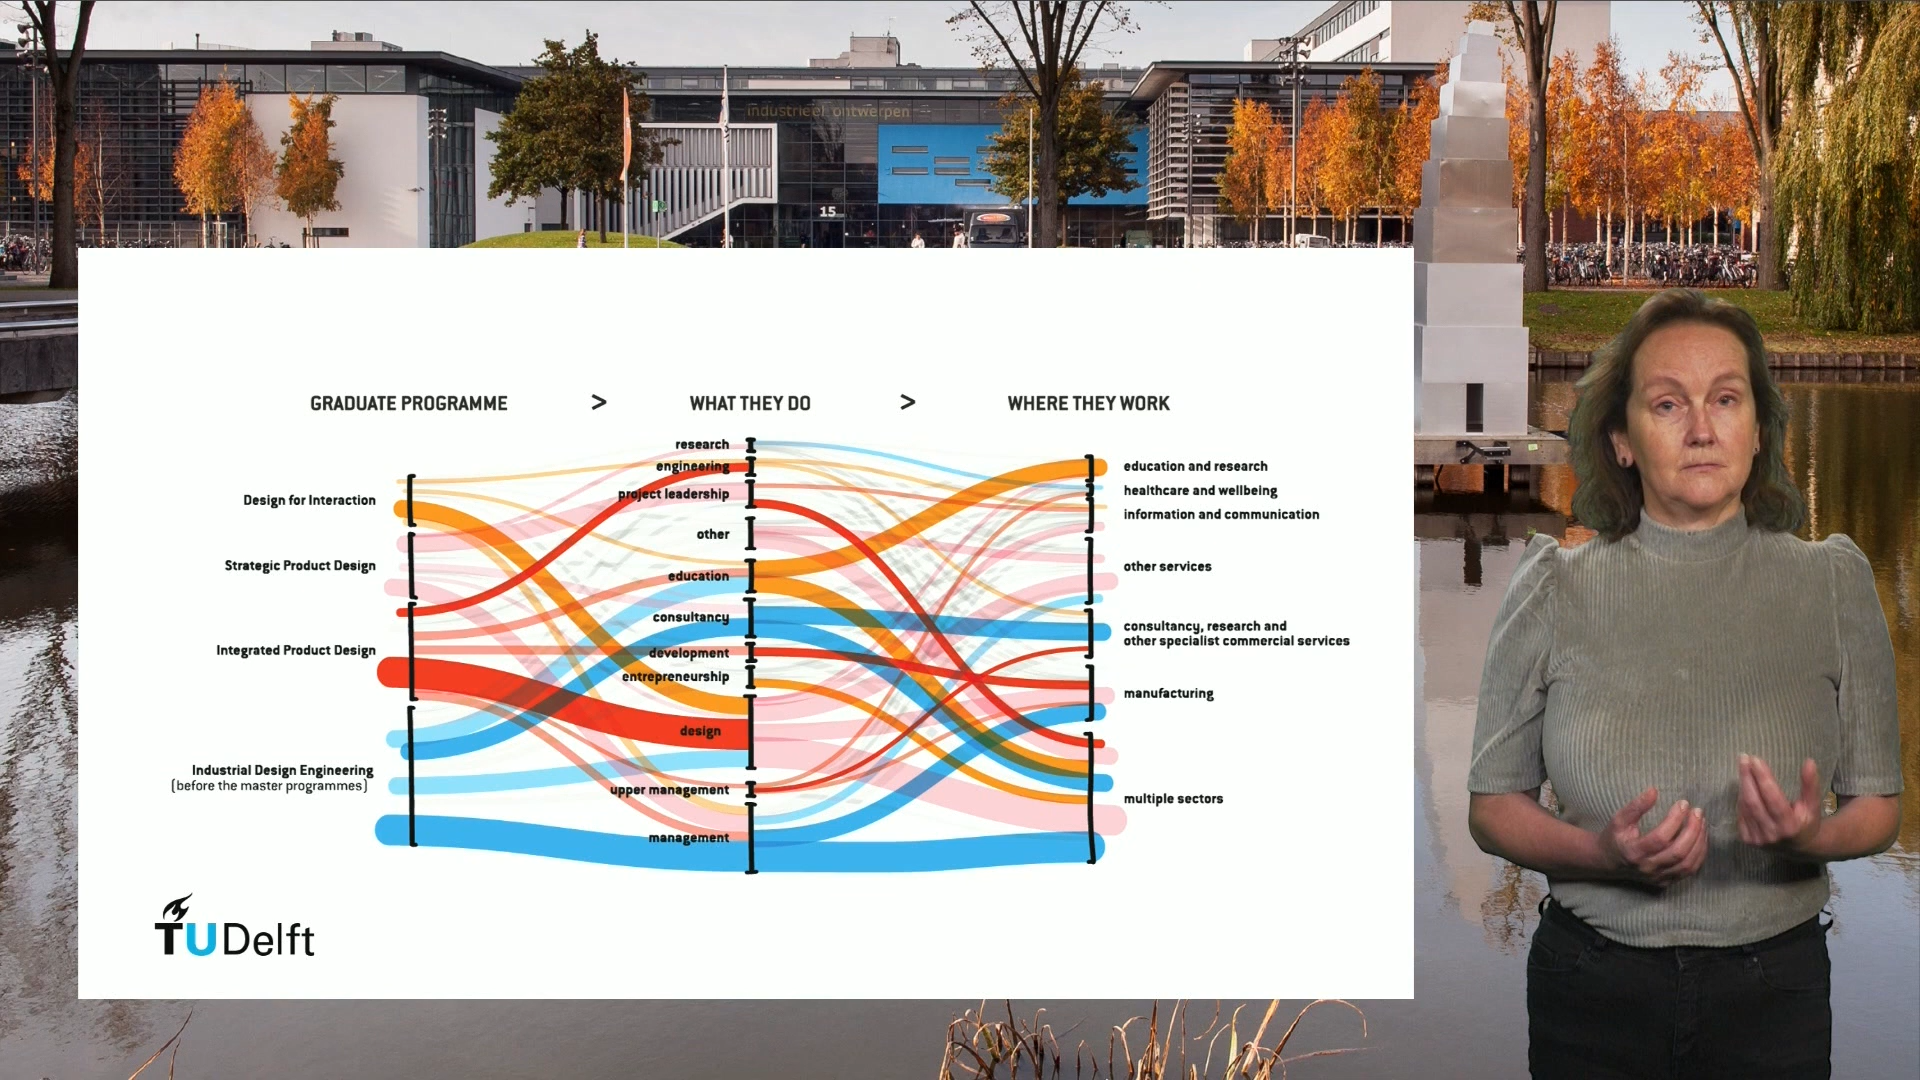 industrieel ontwerpen
15
GRADUATE PROGRAMME > WHAT THEY DO > WHERE THEY WORK
Design for Interaction
Strategic Product Design
Integrated Product Design
Industrial Design Engineering
(before the master programmes)
research
engineering
project leadership
other
education
consultancy
development
entrepreneurship
design
upper management
management
education and research
healthcare and wellbeing
information and communication
other services
consultancy, research and
other specialist commercial services
manufacturing
multiple sectors
TU Delft